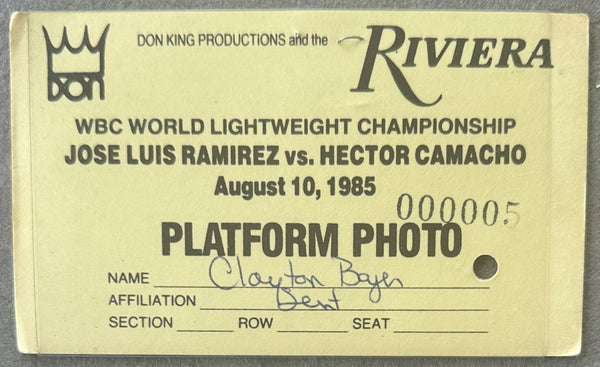 DON
DON KING PRODUCTIONS and the
RIVIERA
WBC WORLD LIGHTWEIGHT CHAMPIONSHIP
JOSE LUIS RAMIREZ vs. HECTOR CAMACHO
August 10, 1985
000005
PLATFORM PHOTO
NAME Clayton
AFFILIATION Dent
SECTION ROW SEAT